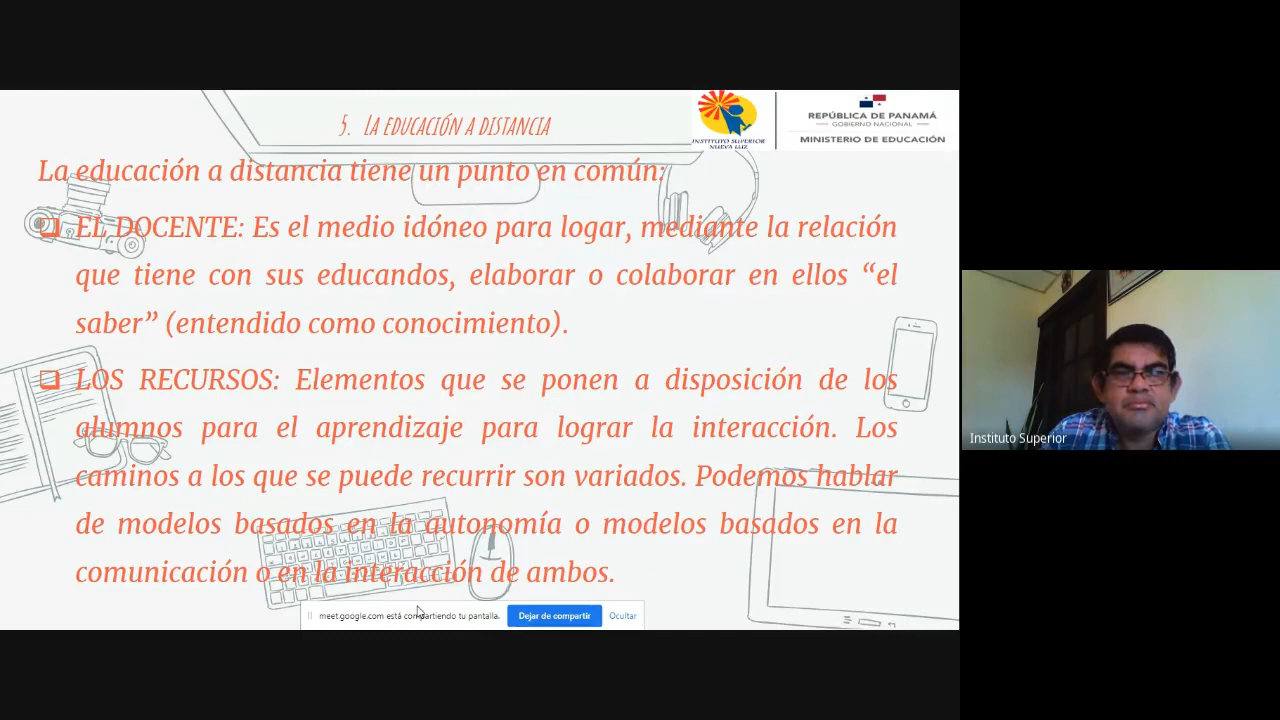 5. La educación a distancia
INSTITUTO SUPERIOR
NUEVA LUZ
REPÚBLICA DE PANAMÁ
GOBIERNO NACIONAL
MINISTERIO DE EDUCACIÓN
La educación a distancia tiene un punto en común:
EL DOCENTE: Es el medio idóneo para logar, mediante la relación
que tiene con sus educandos, elaborar o colaborar en ellos “el
saber” (entendido como conocimiento).
LOS RECURSOS: Elementos que se ponen a disposición de los
alumnos para el aprendizaje para lograr la interacción. Los
caminos a los que se puede recurrir son variados. Podemos hablar
de modelos basados en la autonomía o modelos basados en la
comunicación o en la interacción de ambos.
meet.google.com está compartiendo tu pantalla.
Dejar de compartir
Ocultar
Instituto Superior